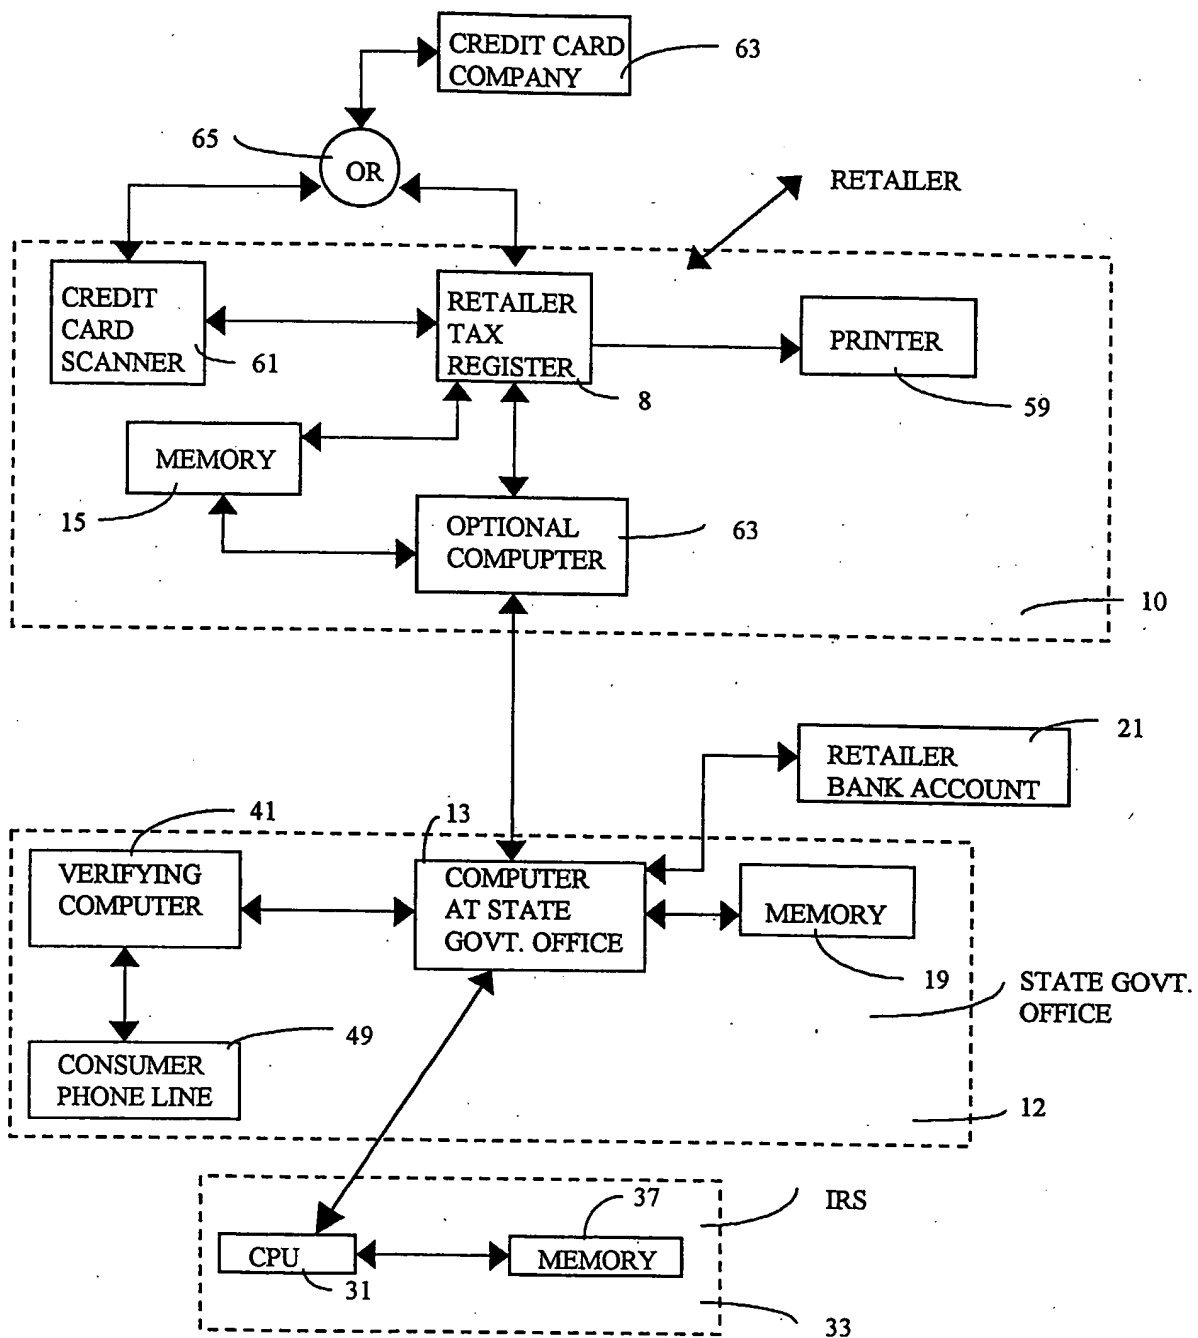 CREDIT CARD
COMPANY
63
65
OR
RETAILER
CREDIT
CARD
SCANNER
61
RETAILER
TAX
REGISTER
8
PRINTER
59
MEMORY
15
OPTIONAL
COMPUPTER
63
10
RETAILER
BANK ACCOUNT
21
41
VERIFYING
COMPUTER
13
COMPUTER
AT STATE
GOVT. OFFICE
MEMORY
19
STATE GOVT.
OFFICE
49
CONSUMER
PHONE LINE
12
IRS
37
CPU
31
MEMORY
33